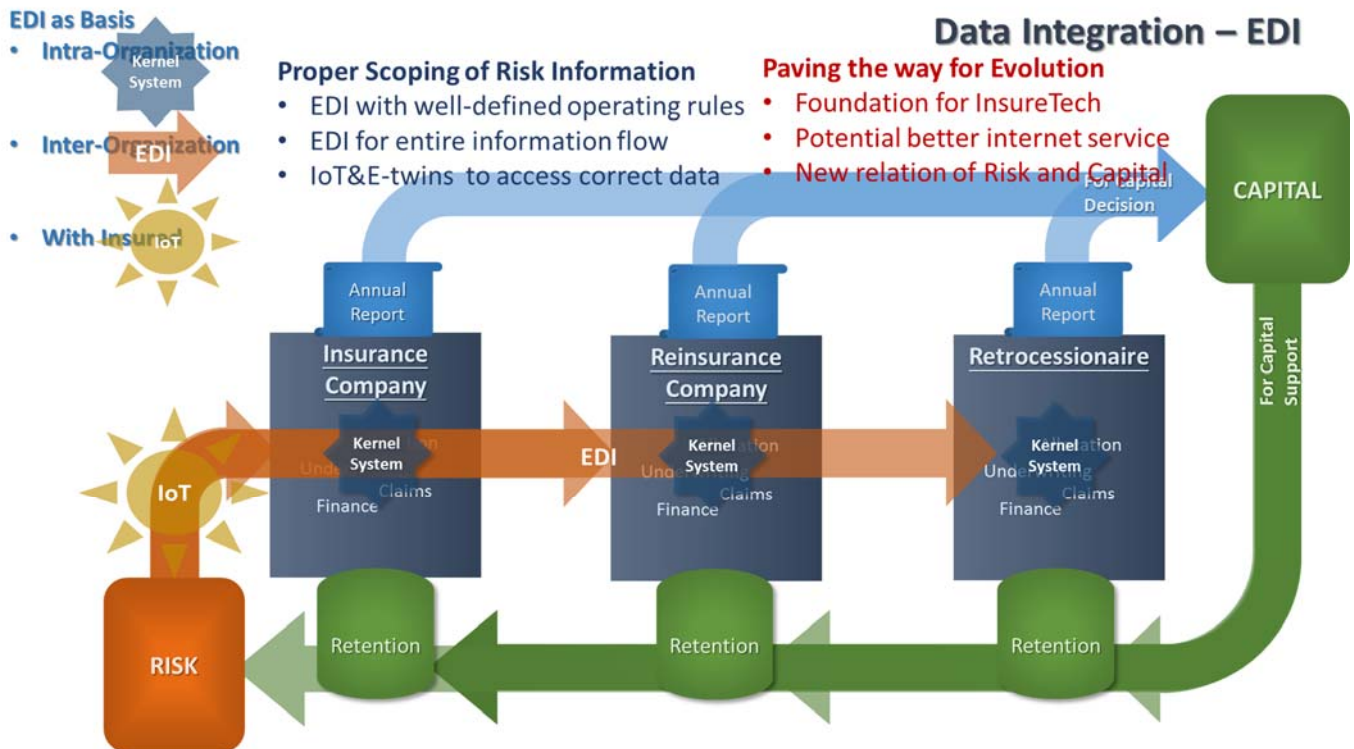 EDI as Basis
• Intra-Organization
Kernel
System
• Inter-Organization
EDI
• With Insured
IoT
Data Integration – EDI
Proper Scoping of Risk Information
• EDI with well-defined operating rules
• EDI for entire information flow
• IoT&E-twins to access correct data
Paving the way for Evolution
• Foundation for InsureTech
• Potential better internet service
• New relation of Risk and Capital
For Capital
Decision
CAPITAL
Annual
Report
Annual
Report
Annual
Report
Insurance
Company
Reinsurance
Company
Retrocessionaire
For Capital
Support
IoT
Kernel
System
Claims
Finance
EDI
Kernel
System
Underwriting
Claims
Finance
Kernel
System
Underwriting
Claims
Finance
RISK
Retention
Retention
Retention